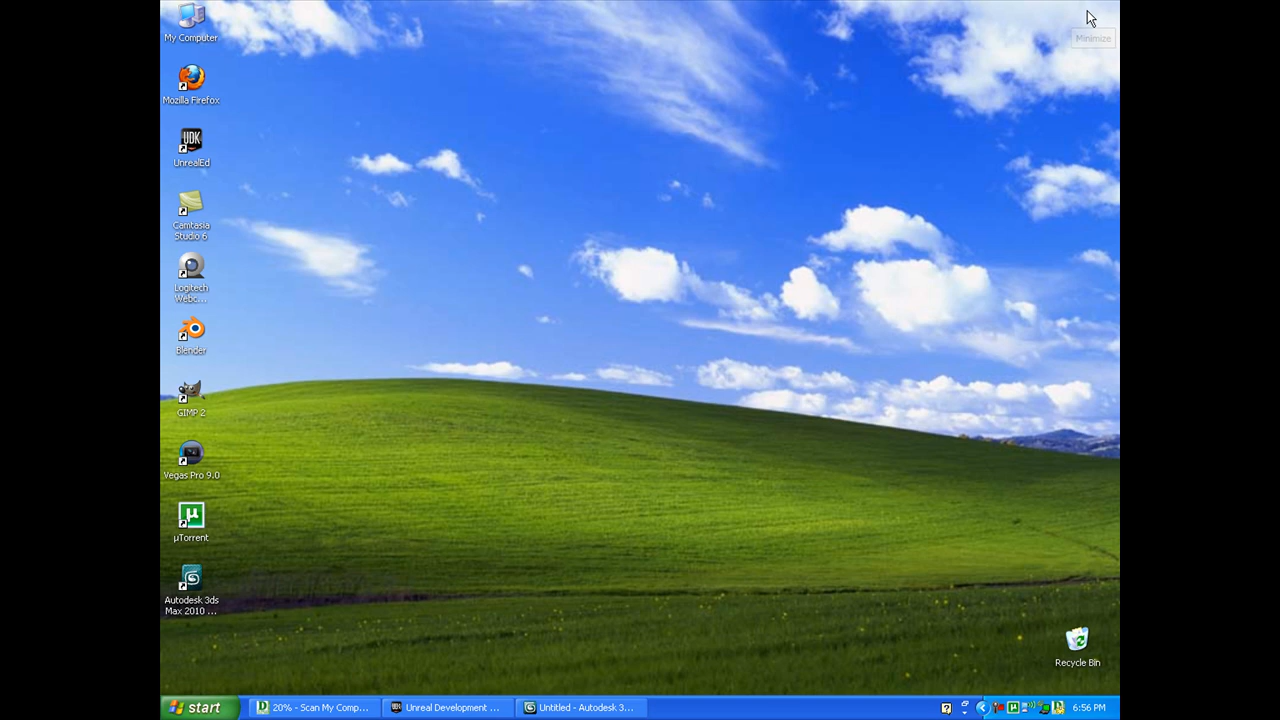 My Computer
Minimize
Mozilla Firefox
UDK
UnrealEd
Camtasia
Studio 6
Logitech
Webc...
Blender
GIMP 2
Vegas Pro 9.0
µ
µTorrent
Autodesk 3ds
Max 2010 ...
Recycle Bin
start
20% - Scan My Comp...
Unreal Development ...
Untitled - Autodesk 3...
6:56 PM